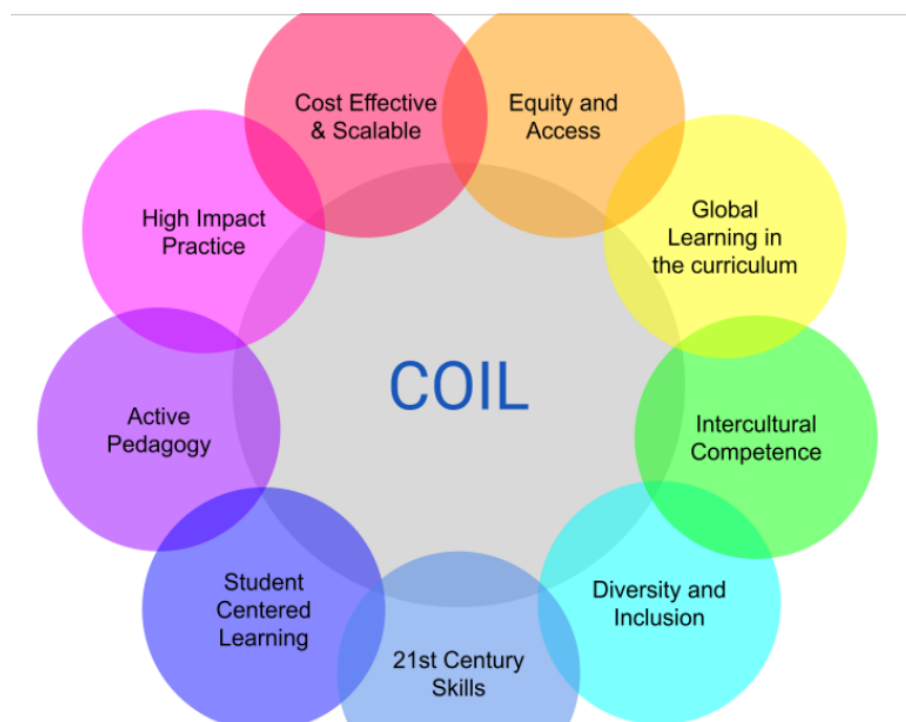 Cost Effective
& Scalable
Equity and
Access
High Impact
Practice
Global
Learning in
the curriculum
COIL
Active
Pedagogy
Intercultural
Competence
Student
Centered
Learning
Diversity and
Inclusion
21st Century
Skills